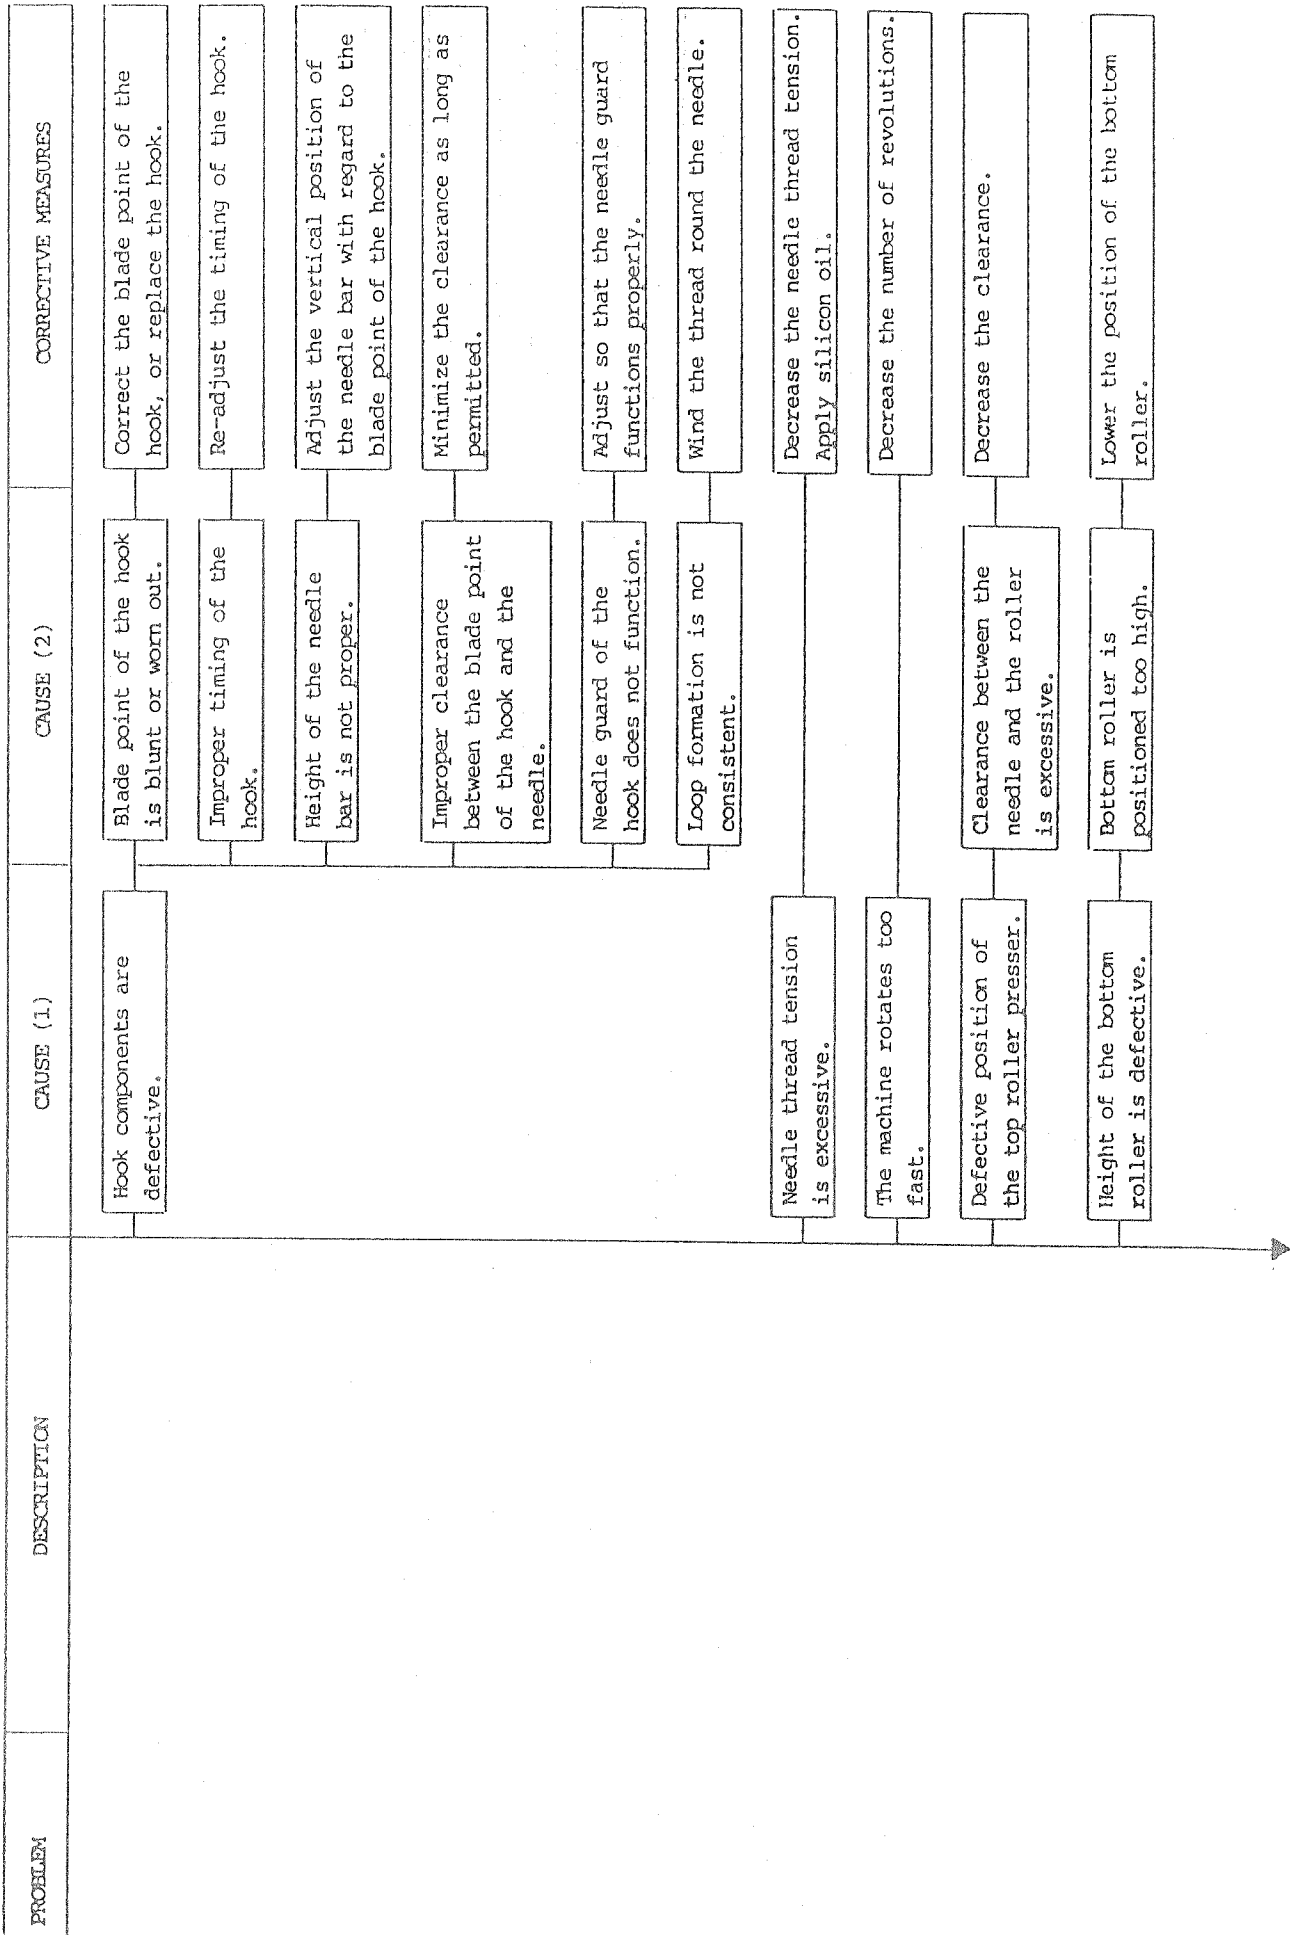 PROBLEM
DESCRIPTION
CAUSE (1)
CAUSE (2)
CORRECTIVE MEASURES
Hook components are
defective.
Blade point of the hook
is blunt or worn out.
Correct the blade point of the
hook, or replace the hook.
Improper timing of the
hook.
Re-adjust the timing of the hook.
Height of the needle
bar is not proper.
Adjust the vertical position of
the needle bar with regard to the
blade point of the hook.
Improper clearance
between the blade point
of the hook and the
needle.
Minimize the clearance as long as
permitted.
Needle guard of the
hook does not function.
Adjust so that the needle guard
functions properly.
Loop formation is not
consistent.
Wind the thread round the needle.
Needle thread tension
is excessive.
Decrease the needle thread tension.
Apply silicon oil.
The machine rotates too
fast.
Decrease the number of revolutions.
Defective position of
the top roller presser.
Clearance between the
needle and the roller
is excessive.
Decrease the clearance.
Height of the bottom
roller is defective.
Bottom roller is
positioned too high.
Lower the position of the bottom
roller.